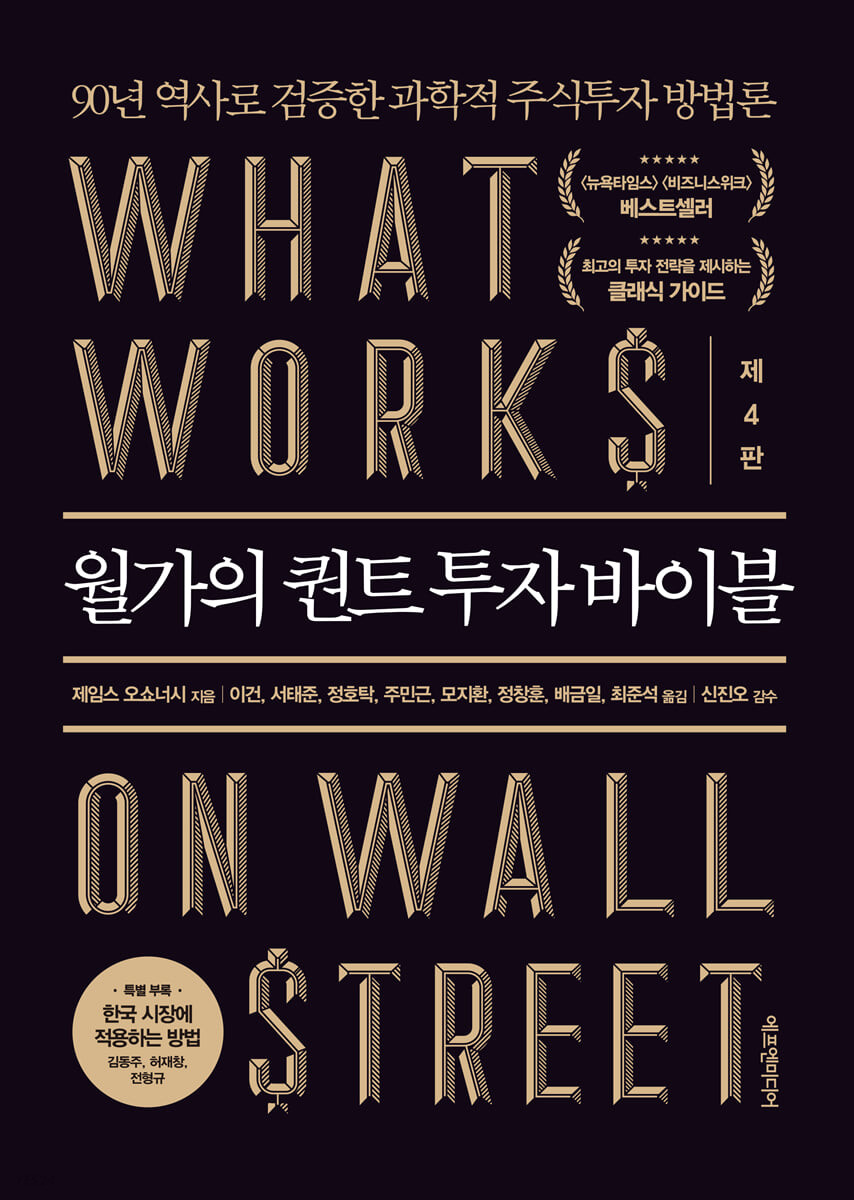 90년 역사로 검증한 과학적 주식투자 방법론
WHAT
★★★★★
〈뉴욕타임스〉 〈비즈니스위크〉
베스트셀러
★★★★★
최고의 투자 전략을 제시하는
클래식 가이드
WORK$
제
4
판
월가의 퀀트 투자 바이블
제임스 오쇼너시 지음 | 이건, 서태준, 정호탁, 주민근, 모지환, 정창훈, 배금일, 최준석 옮김 | 신진오 감수
ON WALL
$TREET
· 특별 부록 ·
한국 시장에
적용하는 방법
김동주, 허재창,
전형규
에프엔미디어